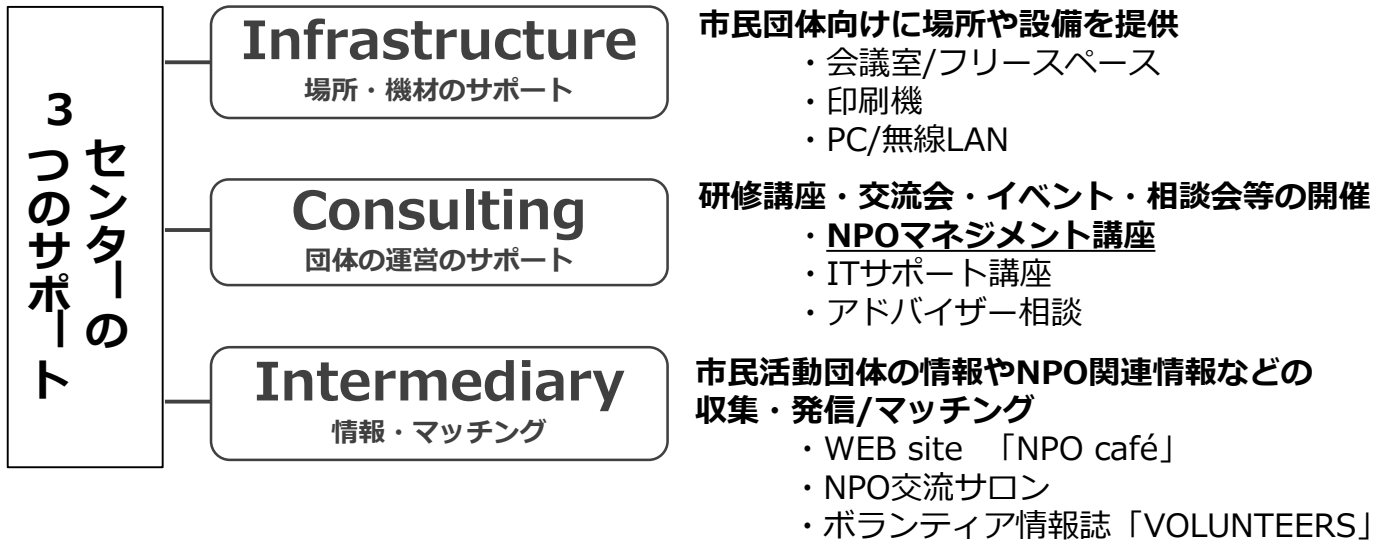 センターの
3つのサポート
Infrastructure
場所・機材のサポート
市民団体向けに場所や設備を提供
・会議室/フリースペース
・印刷機
・PC/無線LAN
Consulting
団体の運営のサポート
研修講座・交流会・イベント・相談会等の開催
・NPOマネジメント講座
・ITサポート講座
・アドバイザー相談
Intermediary
情報・マッチング
市民活動団体の情報やNPO関連情報などの
収集・発信/マッチング
・WEB site 「NPO café」
・NPO交流サロン
・ボランティア情報誌「VOLUNTEERS」